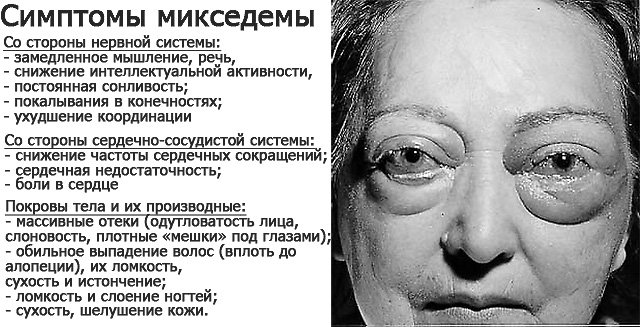 Симптомы микседемы
Со стороны нервной системы:
- замедленное мышление, речь,
- снижение интеллектуальной активности,
- постоянная сонливость;
- покалывания в конечностях;
- ухудшение координации
Со стороны сердечно-сосудистой системы:
- снижение частоты сердечных сокращений;
- сердечная недостаточность;
- боли в сердце
Покровы тела и их производные:
- массивные отеки (одутловатость лица,
слоновость, плотные «мешки» под глазами);
- обильное выпадение волос (вплоть до
алопеции), их ломкость,
сухость и истончение;
- ломкость и слоение ногтей;
- сухость, шелушение кожи.